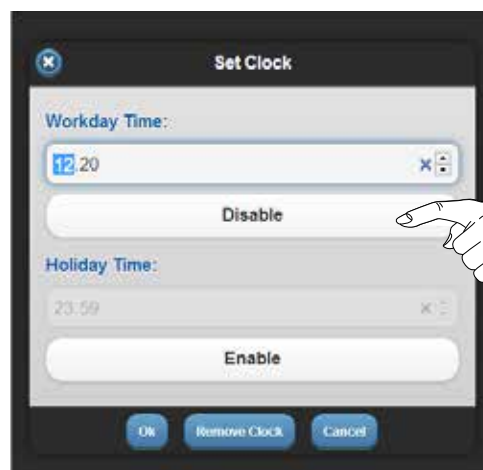 Set Clock
Workday Time:
12.20
Disable
Holiday Time:
23.59
Enable
Ok Remove Clock Cancel